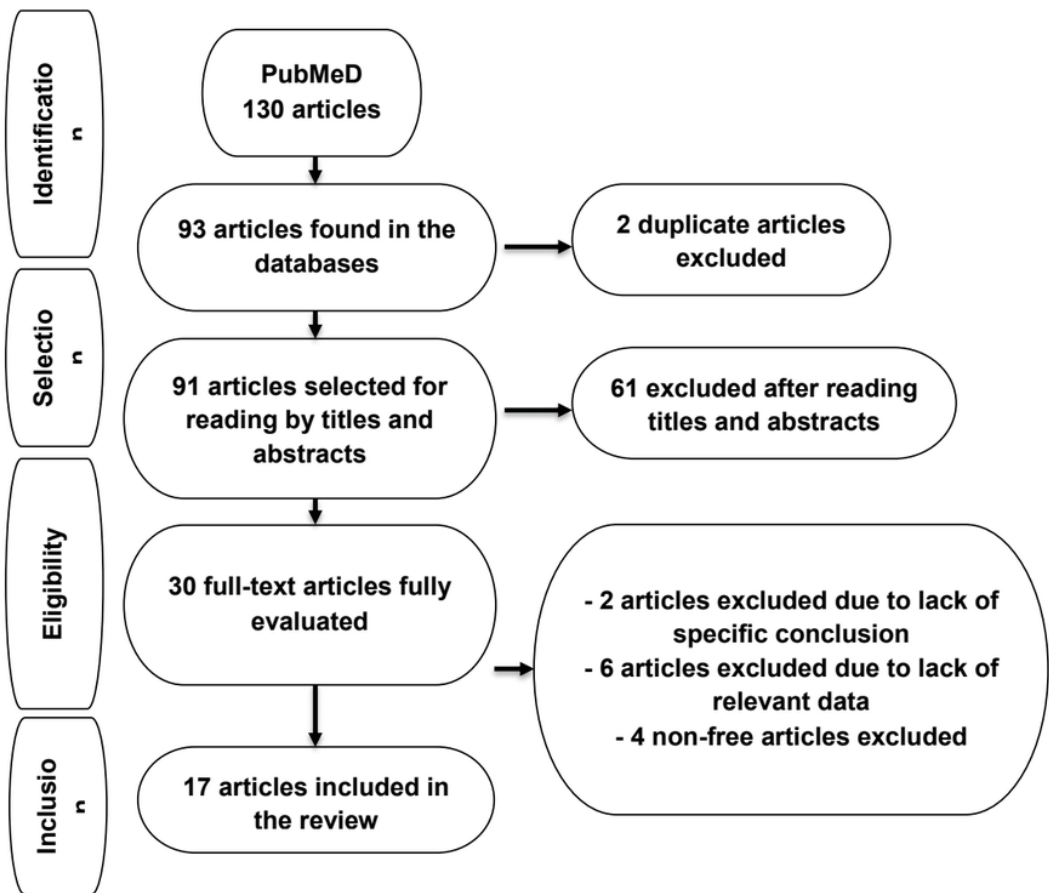 Identificatio
n
PubMeD
130 articles
93 articles found in the
databases
2 duplicate articles
excluded
Selectio
n
91 articles selected for
reading by titles and
abstracts
61 excluded after reading
titles and abstracts
Eligibility
30 full-text articles fully
evaluated
- 2 articles excluded due to lack of
specific conclusion
- 6 articles excluded due to lack of
relevant data
- 4 non-free articles excluded
Inclusio
n
17 articles included in
the review